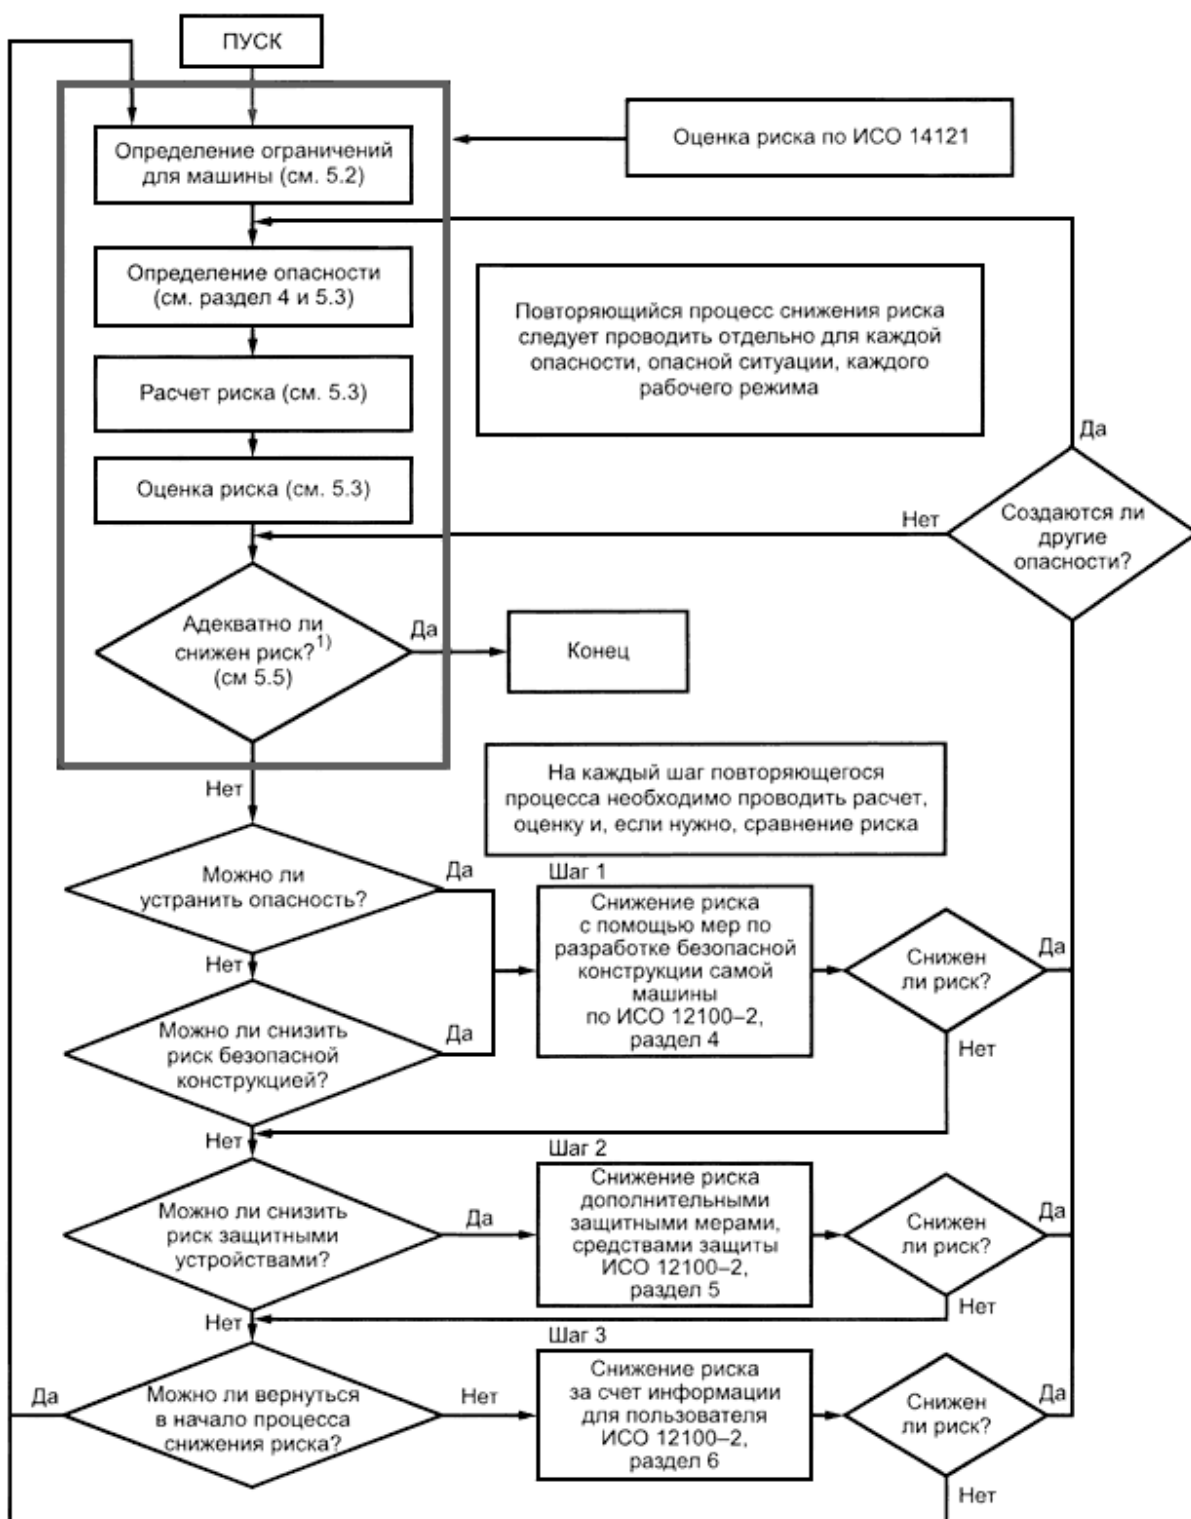 ПУСК
Определение ограничений
для машины (см. 5.2)
Оценка риска по ИСО 14121
Определение опасности
(см. раздел 4 и 5.3)
Повторяющийся процесс снижения риска
следует проводить отдельно для каждой
опасности, опасной ситуации, каждого
рабочего режима
Расчет риска (см. 5.3)
Да
Оценка риска (см. 5.3)
Нет
Создаются ли
другие
опасности?
Адекватно ли
снижен риск?1)
(см 5.5)
Да
Конец
Нет
На каждый шаг повторяющегося
процесса необходимо проводить расчет,
оценку и, если нужно, сравнение риска
Можно ли
устранить опасность?
Да
Шаг 1
Снижение риска
с помощью мер по
разработке безопасной
конструкции самой
машины
по ИСО 12100–2,
раздел 4
Снижен
ли риск?
Да
Нет
Нет
Можно ли снизить
риск безопасной
конструкцией?
Да
Нет
Шаг 2
Можно ли снизить
риск защитными
устройствами?
Да
Снижение риска
дополнительными
защитными мерами,
средствами защиты
ИСО 12100–2,
раздел 5
Снижен
ли риск?
Да
Нет
Нет
Шаг 3
Да
Можно ли вернуться
в начало процесса
снижения риска?
Нет
Снижение риска
за счет информации
для пользователя
ИСО 12100–2,
раздел 6
Снижен
ли риск?
Да
Нет